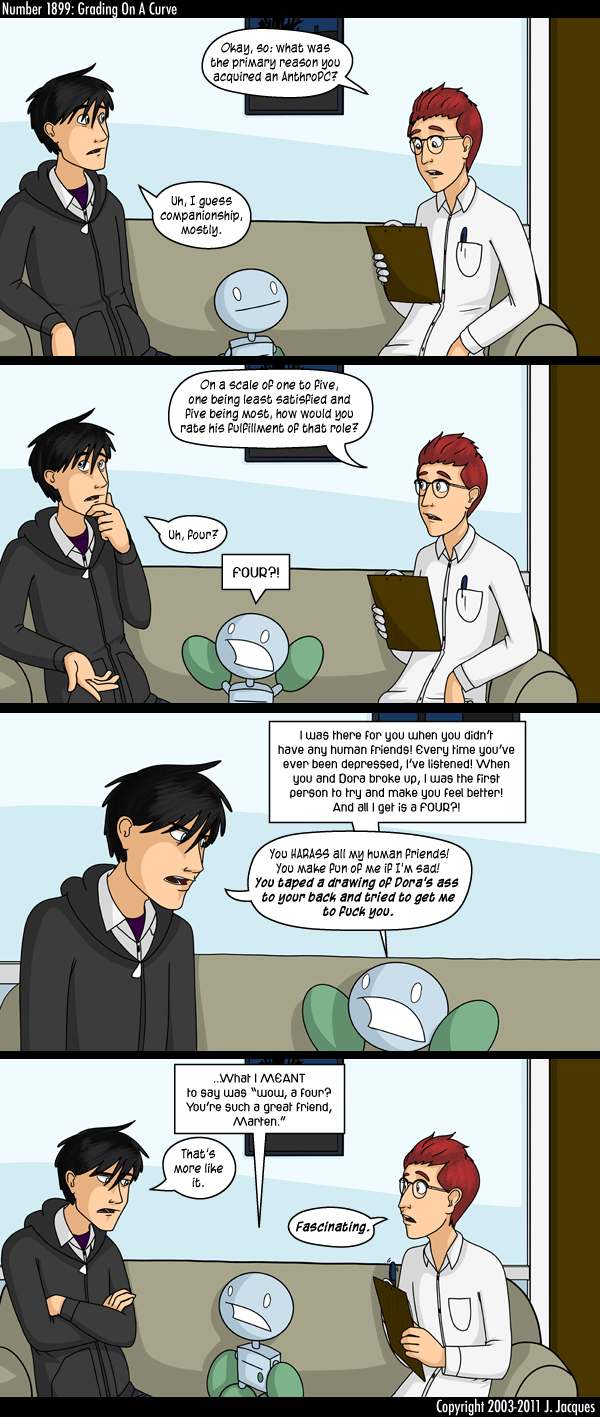 Number 1899: Grading On A Curve
Okay, so: what was
the primary reason you
acquired an AnthroPC?
Uh, I guess
companionship,
mostly.
On a scale of one to five,
one being least satisfied and
five being most, how would you
rate his fulfillment of that role?
Uh, four?
FOUR?!
I was there for you when you didn't
have any human friends! Every time you've
ever been depressed, I've listened! When
you and Dora broke up, I was the first
person to try and make you feel better!
And all I get is a FOUR?!
You HARASS all my human friends!
You make fun of me if I'm sad!
You taped a drawing of Dora's ass
to your back and tried to get me
to fuck you.
...What I MEANT
to say was "wow, a four?
You're such a great friend,
Marten."
That's
more like
it.
Fascinating.
Copyright 2003-2011 J. Jacques